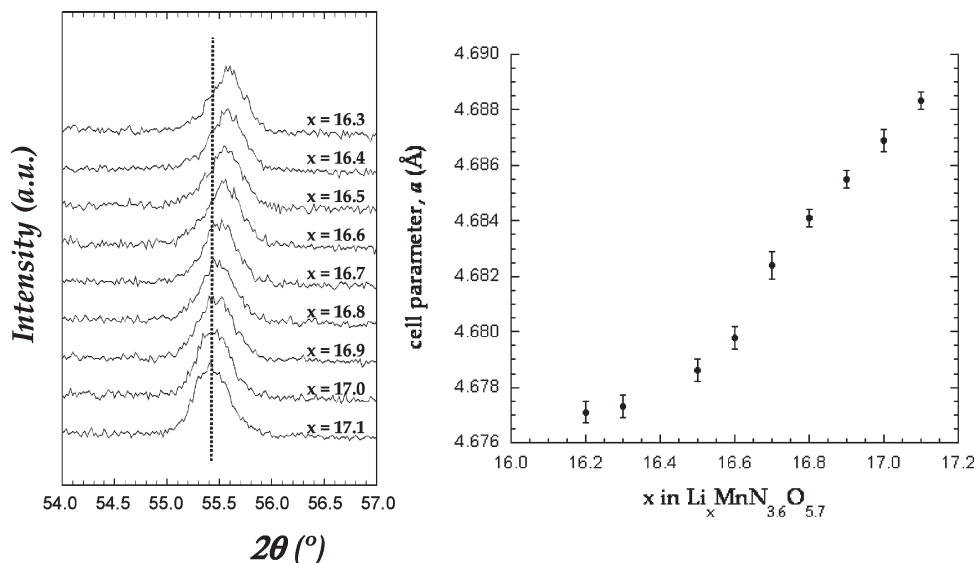 Intensity (a.u.)
x = 16.3
x = 16.4
x = 16.5
x = 16.6
x = 16.7
x = 16.8
x = 16.9
x = 17.0
x = 17.1
54.0 54.5 55.0 55.5 56.0 56.5 57.0
2θ (°)
cell parameter, a (Å)
4.690
4.688
4.686
4.684
4.682
4.680
4.678
4.676
16.0 16.2 16.4 16.6 16.8 17.0 17.2
x in LiₓMnN₃.₆O₅.₇